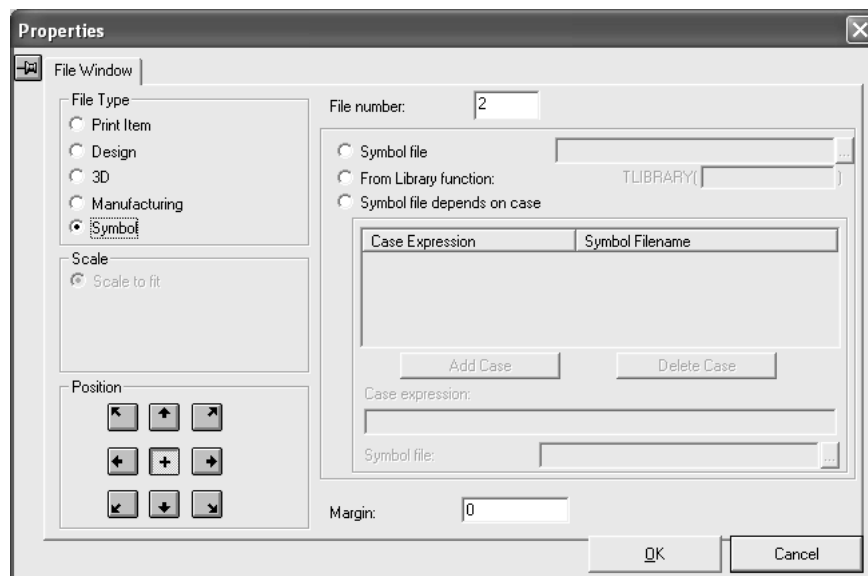 Properties
File Window
File Type
Print Item
Design
3D
Manufacturing
Symbol
Scale
Scale to fit
Position
File number: 2
Symbol file ...
From Library function: TLIBRARY( )
Symbol file depends on case
Case Expression Symbol Filename
Add Case Delete Case
Case expression:
Symbol file: ...
Margin: 0
OK Cancel